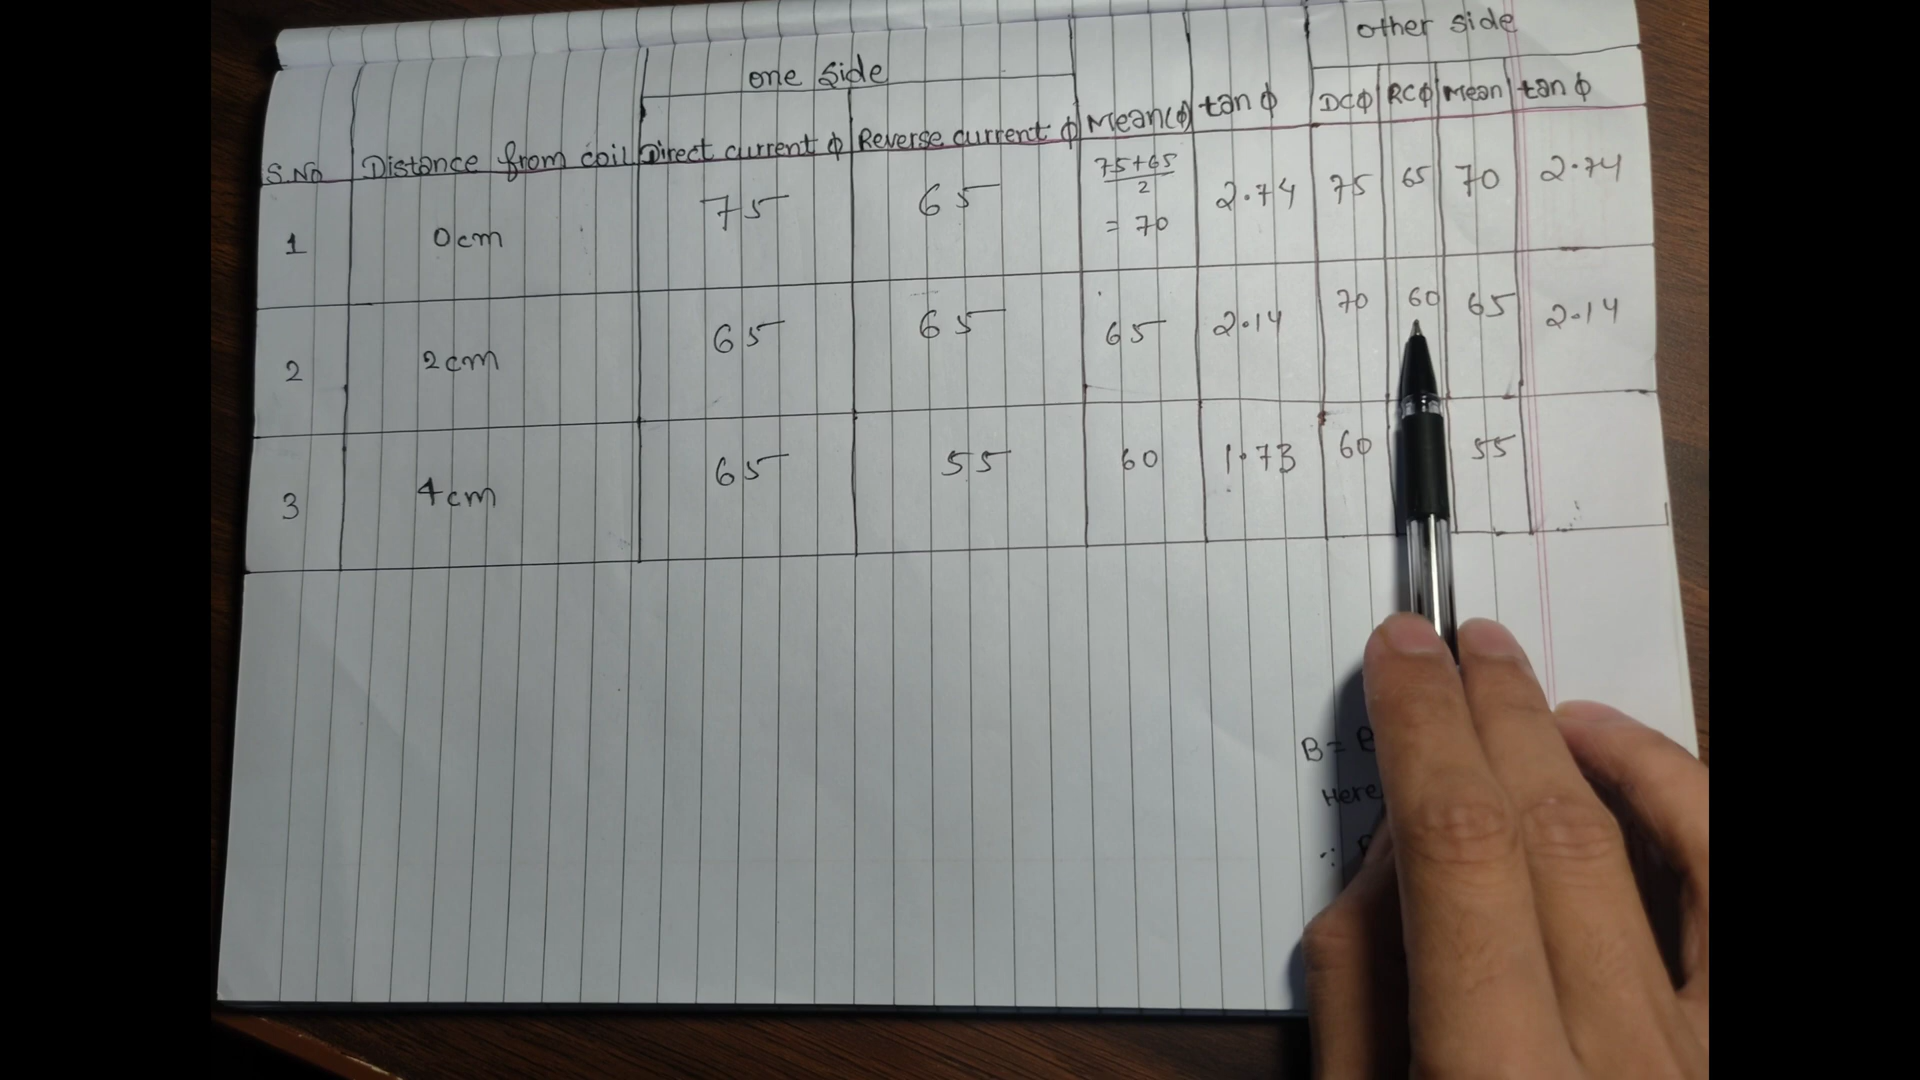 other side
one side
S.No Distance from coil Direct current ϕ Reverse current ϕ Mean(ϕ) tan ϕ DCϕ RCϕ Mean tan ϕ
1 0cm 75 65 75+65/2 = 70 2.74 75 65 70 2.74
2 2cm 65 65 65 2.14 70 60 65 2.14
3 4cm 65 55 60 1.73 60 55
B =
Here
∵